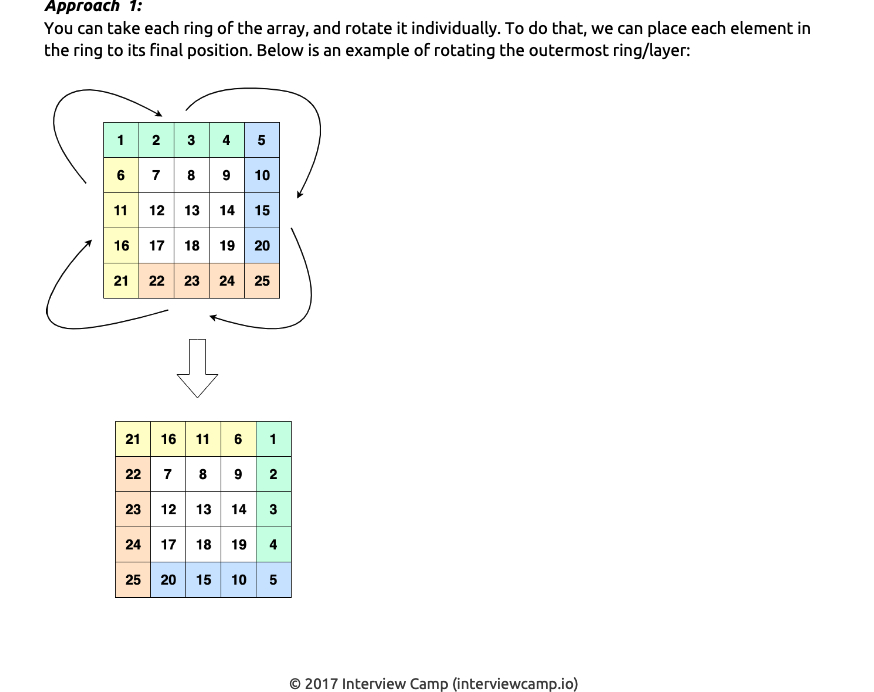 Approach 1:
You can take each ring of the array, and rotate it individually. To do that, we can place each element in
the ring to its final position. Below is an example of rotating the outermost ring/layer:
1 2 3 4 5
6 7 8 9 10
11 12 13 14 15
16 17 18 19 20
21 22 23 24 25
21 16 11 6 1
22 7 8 9 2
23 12 13 14 3
24 17 18 19 4
25 20 15 10 5
© 2017 Interview Camp (interviewcamp.io)